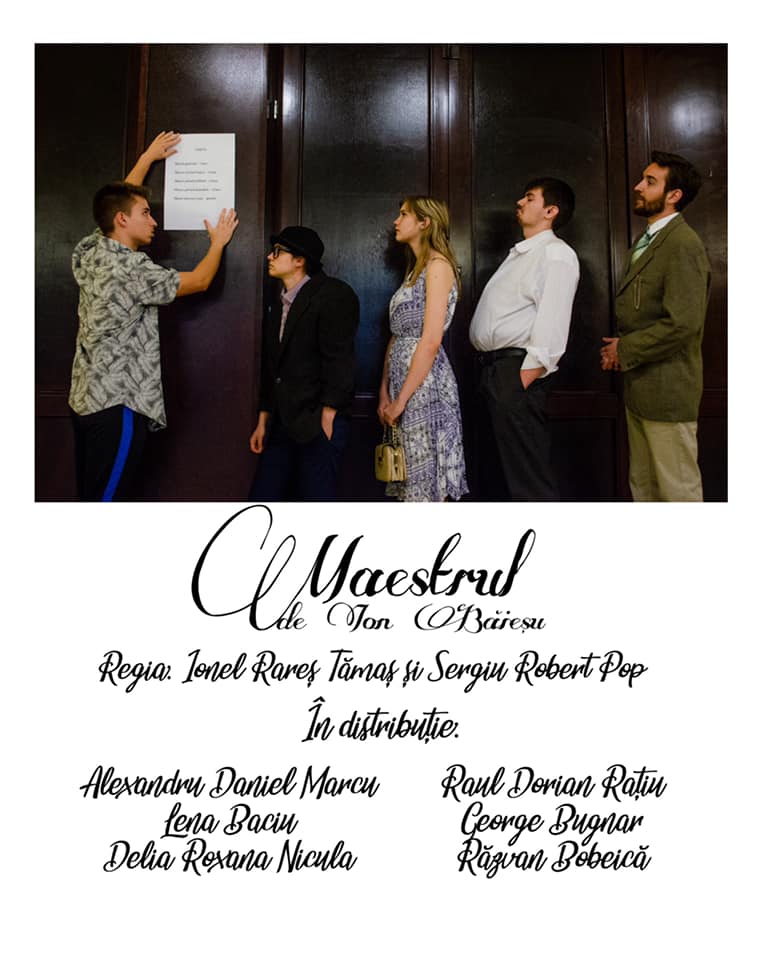 Maestrul
de Ion Băieșu
Regia: Ionel Rareș Tămaș și Sergiu Robert Pop
În distribuție:
Alexandru Daniel Marcu
Lena Baciu
Delia Roxana Nicula
Raul Dorian Rațiu
George Bugnar
Răzvan Bobeică